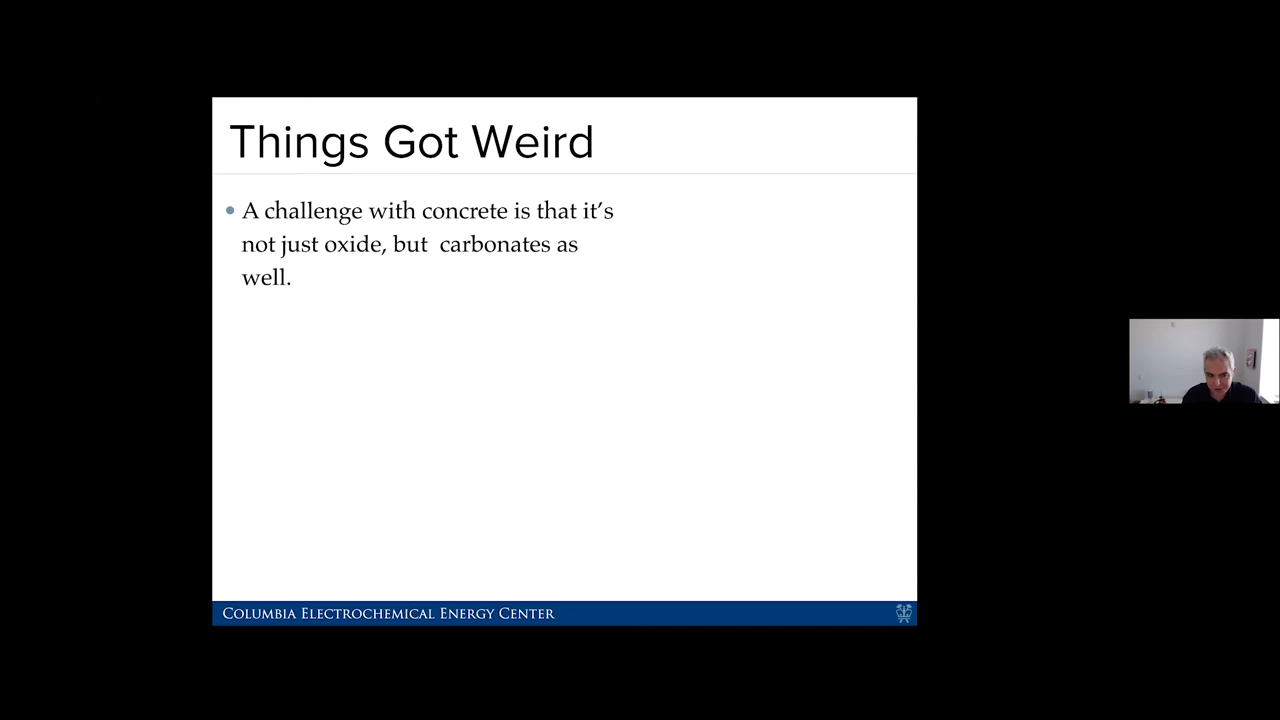 Things Got Weird
• A challenge with concrete is that it’s
not just oxide, but  carbonates as
well.
COLUMBIA ELECTROCHEMICAL ENERGY CENTER